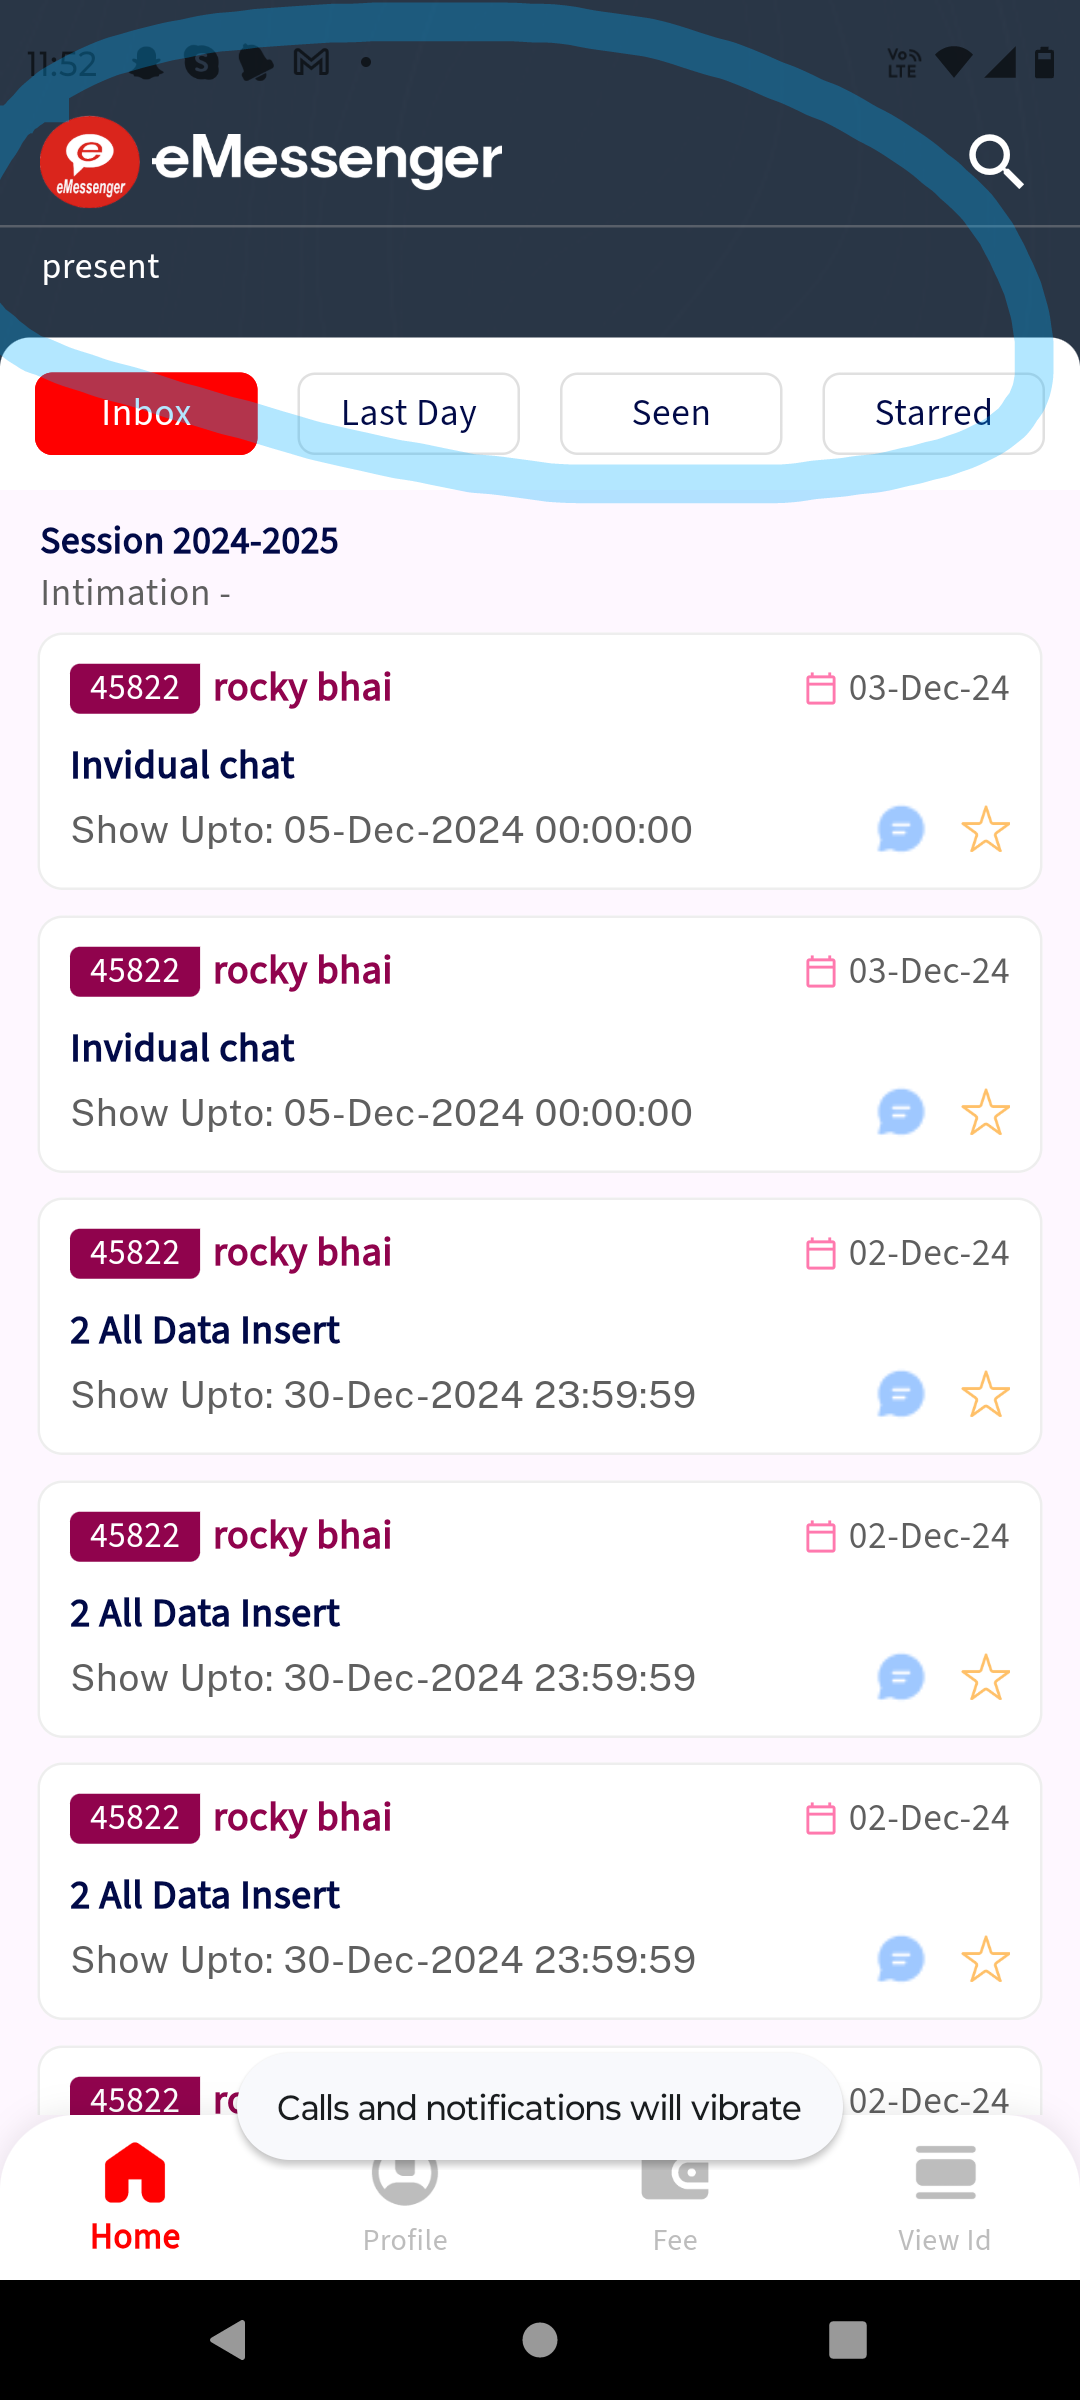 11:52
Vo LTE
eMessenger
eMessenger
present
Inbox Last Day Seen Starred
Session 2024-2025
Intimation -
45822 rocky bhai 03-Dec-24
Invidual chat
Show Upto: 05-Dec-2024 00:00:00
45822 rocky bhai 03-Dec-24
Invidual chat
Show Upto: 05-Dec-2024 00:00:00
45822 rocky bhai 02-Dec-24
2 All Data Insert
Show Upto: 30-Dec-2024 23:59:59
45822 rocky bhai 02-Dec-24
2 All Data Insert
Show Upto: 30-Dec-2024 23:59:59
45822 rocky bhai 02-Dec-24
2 All Data Insert
Show Upto: 30-Dec-2024 23:59:59
45822 02-Dec-24
Calls and notifications will vibrate
Home Profile Fee View Id